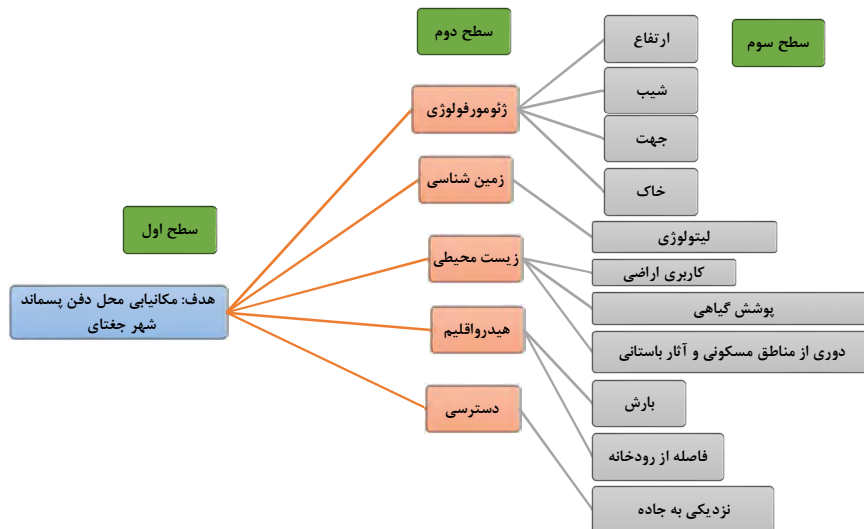 سطح اول
هدف: مکانیابی محل دفن پسماند
شهر جغتای
سطح دوم
ژئومورفولوژی
زمین شناسی
زیست محیطی
هیدرواقلیم
دسترسی
سطح سوم
ارتفاع
شیب
جهت
خاک
لیتولوژی
کاربری اراضی
پوشش گیاهی
دوری از مناطق مسکونی و آثار باستانی
بارش
فاصله از رودخانه
نزدیکی به جاده